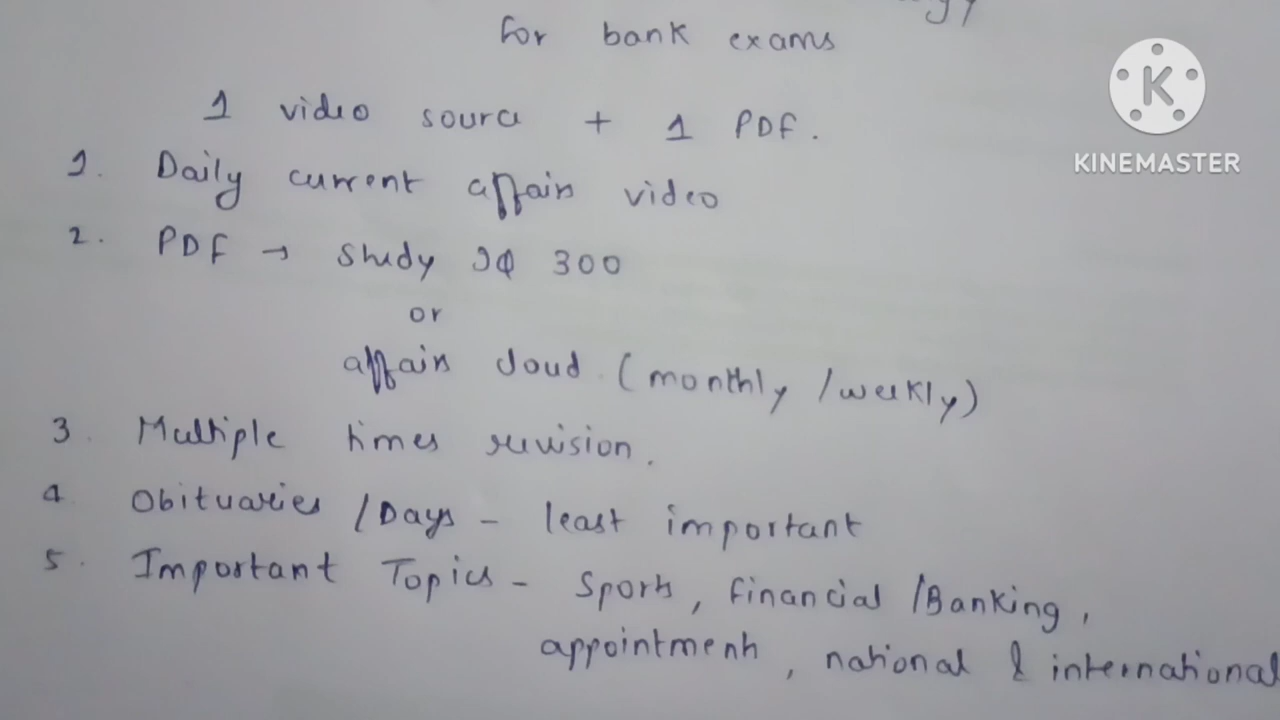 for bank exams
KINEMASTER
1 video source + 1 PDF.
1. Daily current affairs video
2. PDF → Study IQ 300
or
affairs cloud (monthly /weekly)
3. Multiple times revision.
4 Obituaries /Days - least important
5. Important Topics - Sports, financial /Banking,
appointments, national & international